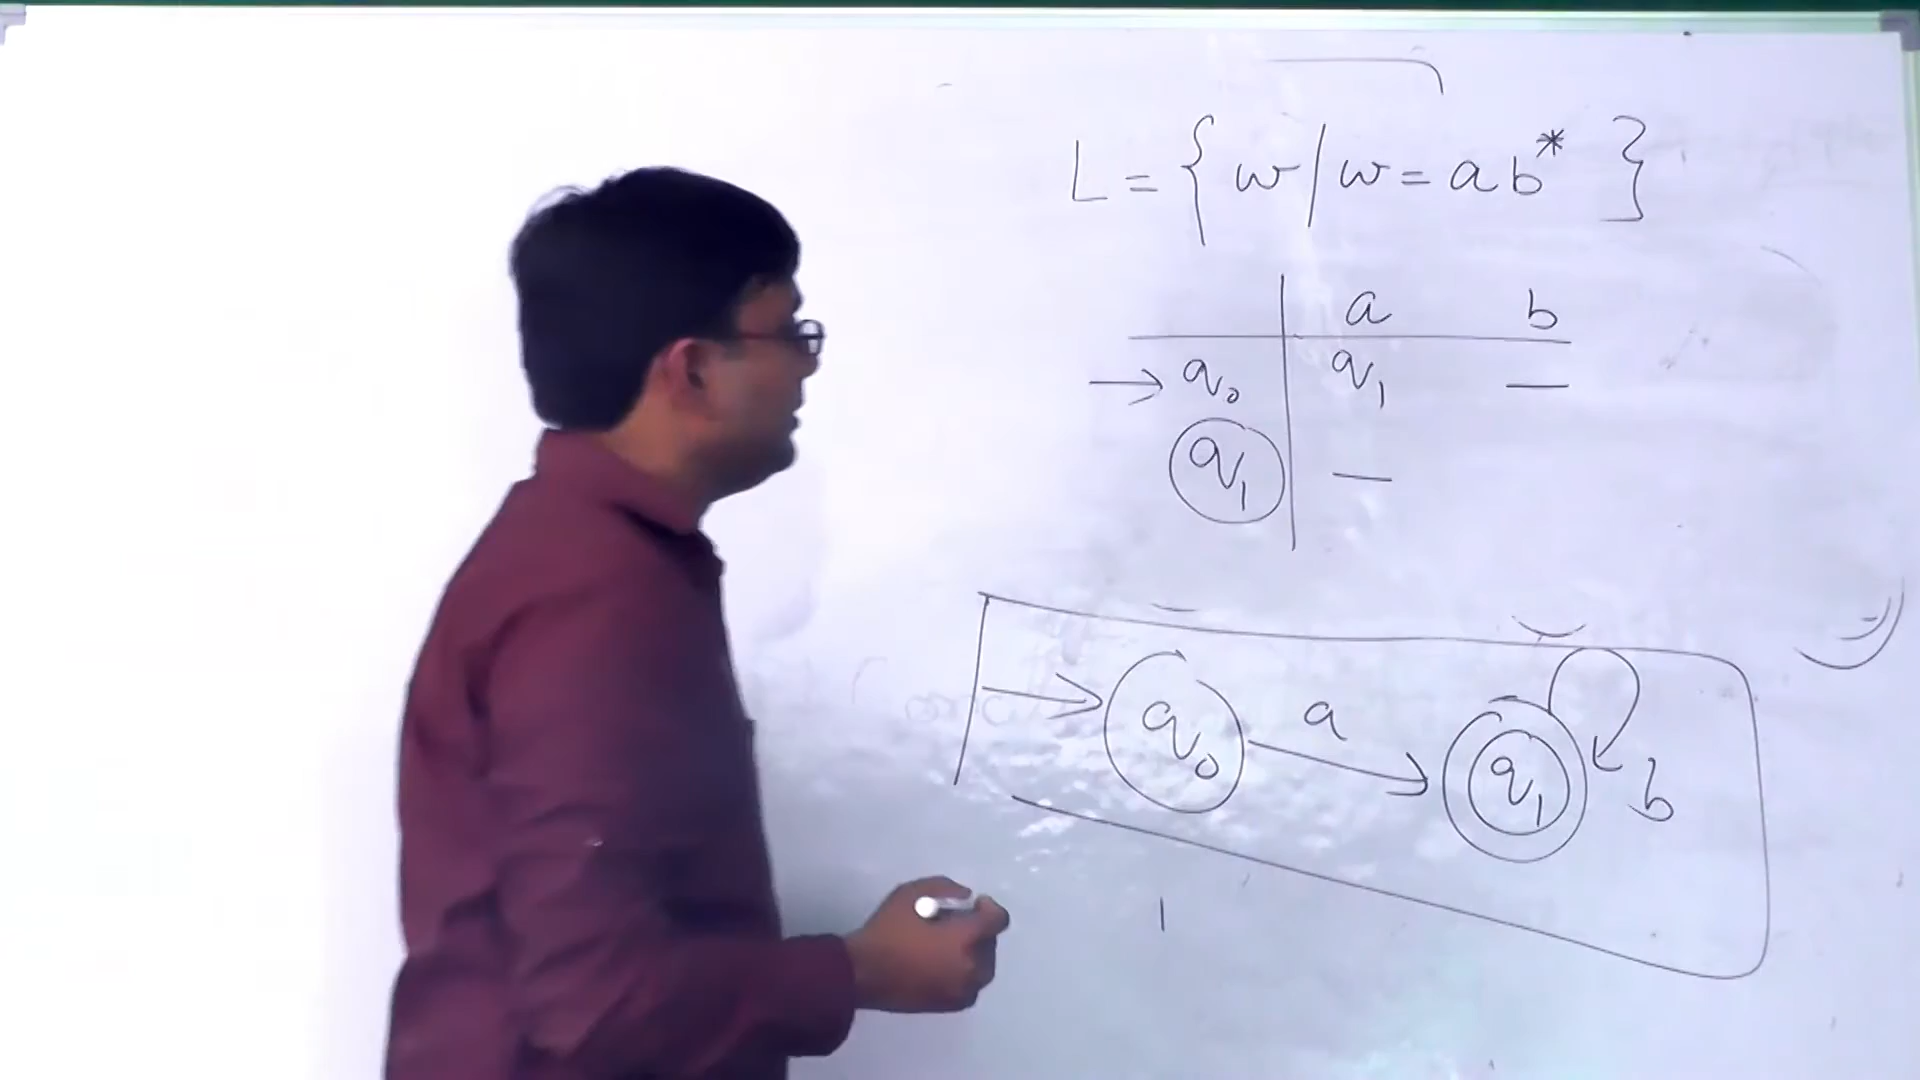 L = { w / w = ab* }
a b
→ q₀ q₁ —
q₁ —
→ q₀ a q₁ b